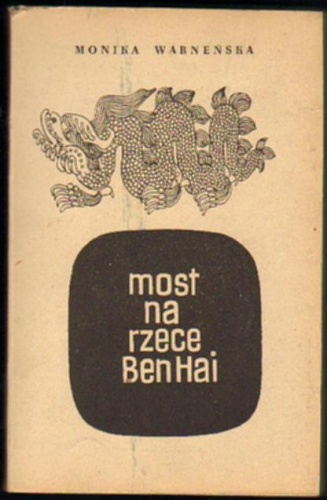 MONIKA WARNEŃSKA
most
na
rzece
Ben Hai